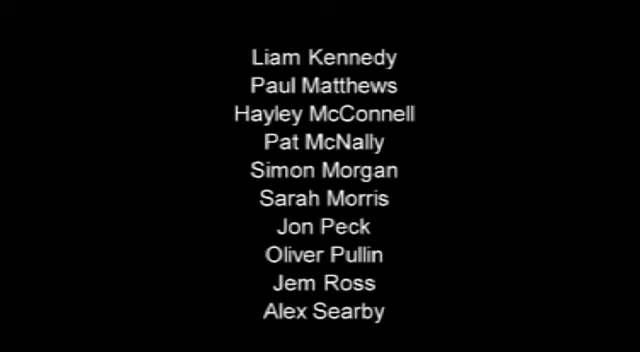 Liam Kennedy
Paul Matthews
Hayley McConnell
Pat McNally
Simon Morgan
Sarah Morris
Jon Peck
Oliver Pullin
Jem Ross
Alex Searby